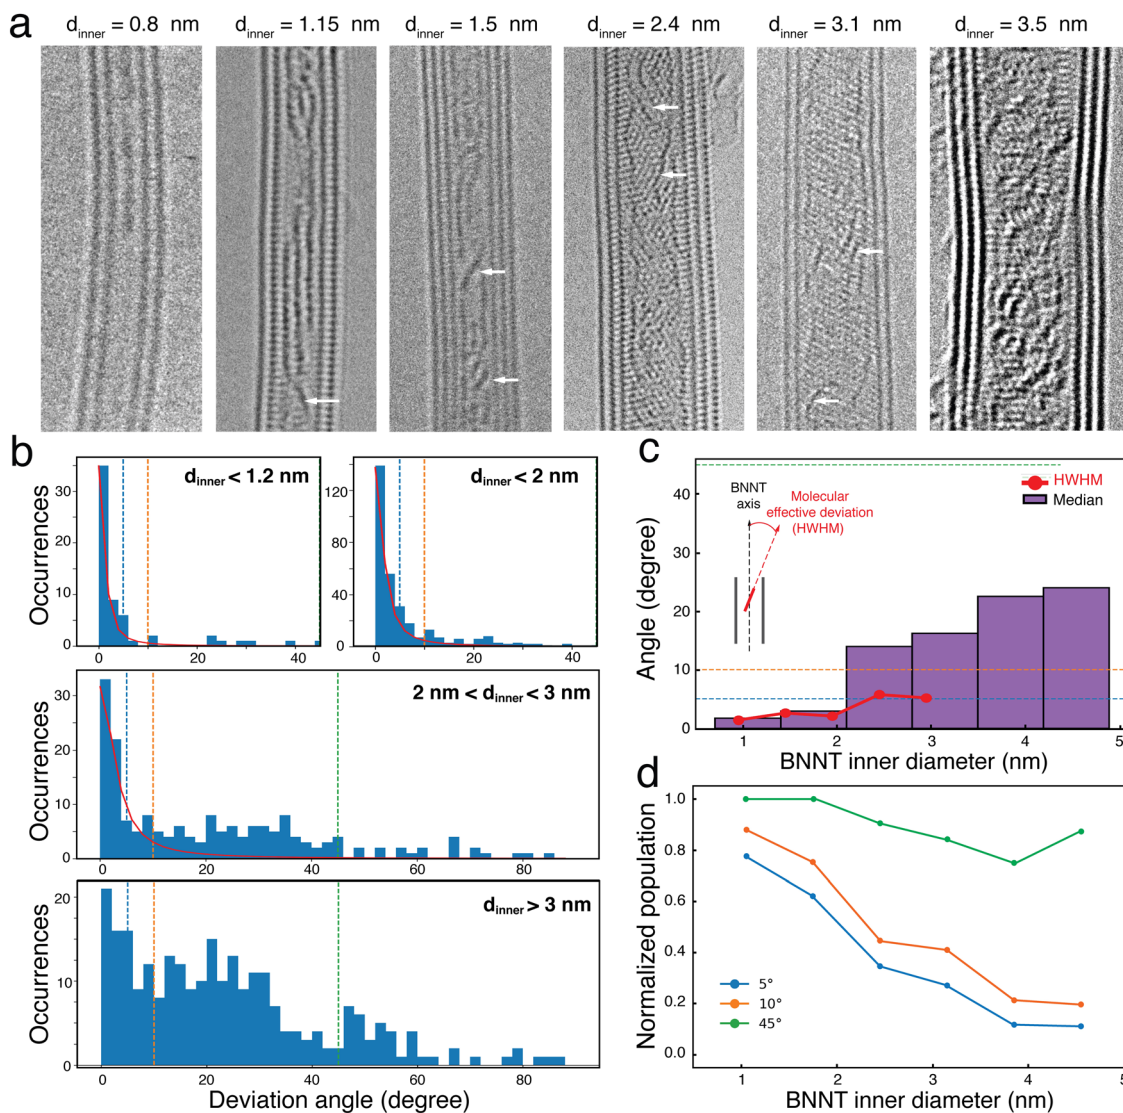 a
d_inner = 0.8 nm
d_inner = 1.15 nm
d_inner = 1.5 nm
d_inner = 2.4 nm
d_inner = 3.1 nm
d_inner = 3.5 nm
b
Occurrences
30
20
10
0
0
20
40
d_inner < 1.2 nm
120
80
40
0
0
20
40
d_inner < 2 nm
Occurrences
30
20
10
0
0
20
40
60
80
2 nm < d_inner < 3 nm
Occurrences
20
10
0
0
20
40
60
80
d_inner > 3 nm
Deviation angle (degree)
c
Angle (degree)
40
30
20
10
0
1
2
3
4
5
BNNT inner diameter (nm)
BNNT
axis
Molecular
effective deviation
(HWHM)
HWHM
Median
d
Normalized population
1.0
0.8
0.6
0.4
0.2
0.0
5°
10°
45°
1
2
3
4
5
BNNT inner diameter (nm)